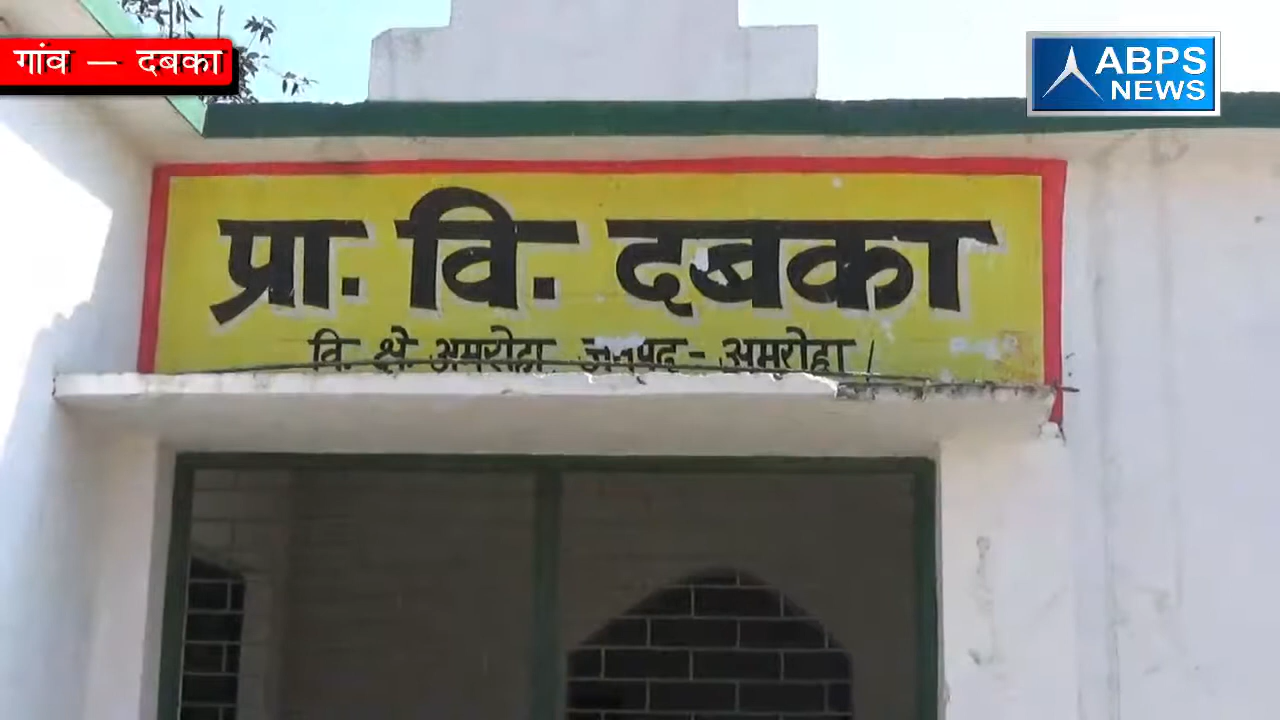 गांव — दबका
ABPS
NEWS
प्रा. वि. दबका
वि. क्षे. अमरोहा जनपद - अमरोहा।